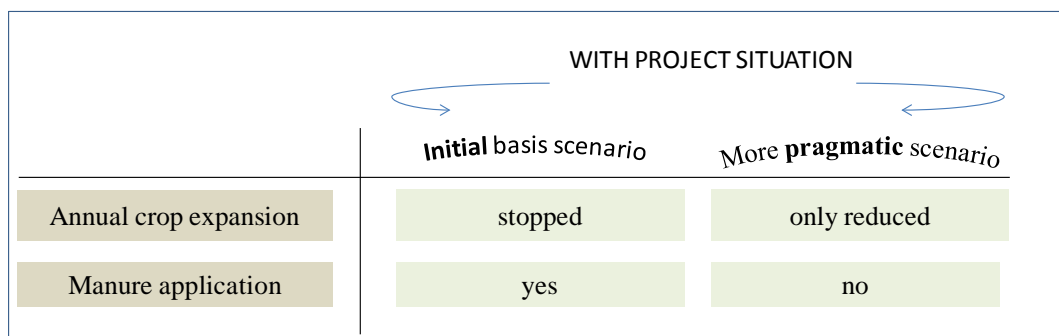 WITH PROJECT SITUATION
Initial basis scenario More pragmatic scenario
Annual crop expansion stopped only reduced
Manure application yes no